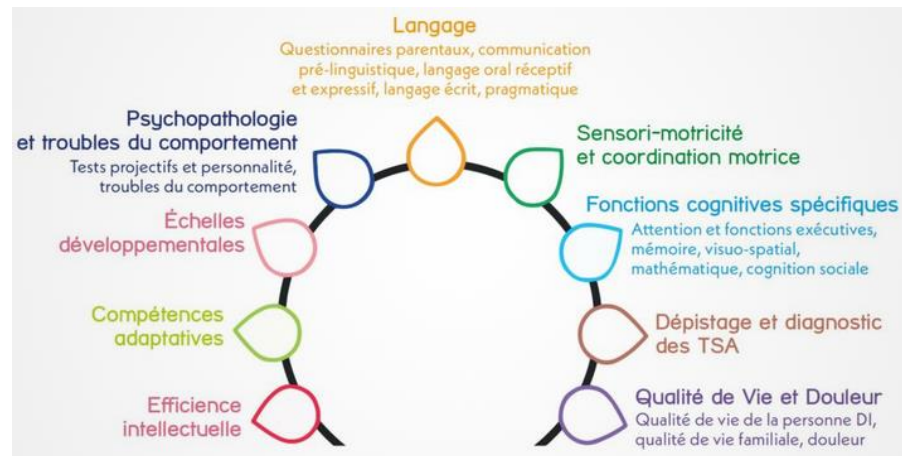 Langage
Questionnaires parentaux, communication
pré-linguistique, langage oral réceptif
et expressif, langage écrit, pragmatique
Psychopathologie
et troubles du comportement
Tests projectifs et personnalité,
troubles du comportement
Sensori-motricité
et coordination motrice
Échelles
développementales
Fonctions cognitives spécifiques
Attention et fonctions exécutives,
mémoire, visuo-spatial,
mathématique, cognition sociale
Compétences
adaptatives
Dépistage et diagnostic
des TSA
Efficience
intellectuelle
Qualité de Vie et Douleur
Qualité de vie de la personne DI,
qualité de vie familiale, douleur